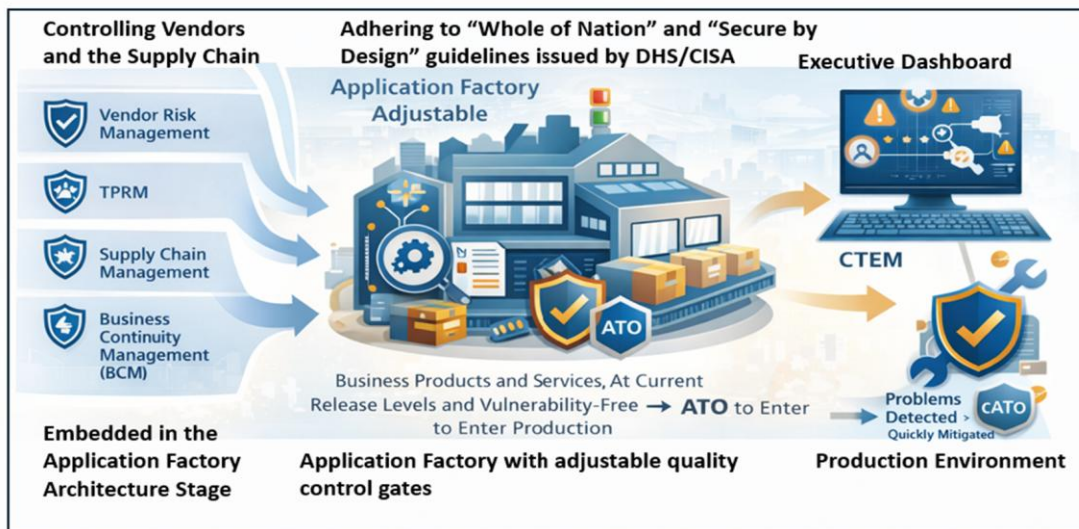 Controlling Vendors
and the Supply Chain
Adhering to “Whole of Nation” and “Secure by
Design” guidelines issued by DHS/CISA
Executive Dashboard
Vendor Risk
Management
TPRM
Supply Chain
Management
Business
Continuity
Management
(BCM)
Application Factory
Adjustable
ATO
CTEM
Business Products and Services, At Current
Release Levels and Vulnerability-Free → ATO to Enter
to Enter Production
Problems
Detected >
Quickly Mitigated
CATO
Embedded in the
Application Factory
Architecture Stage
Application Factory with adjustable quality
control gates
Production Environment